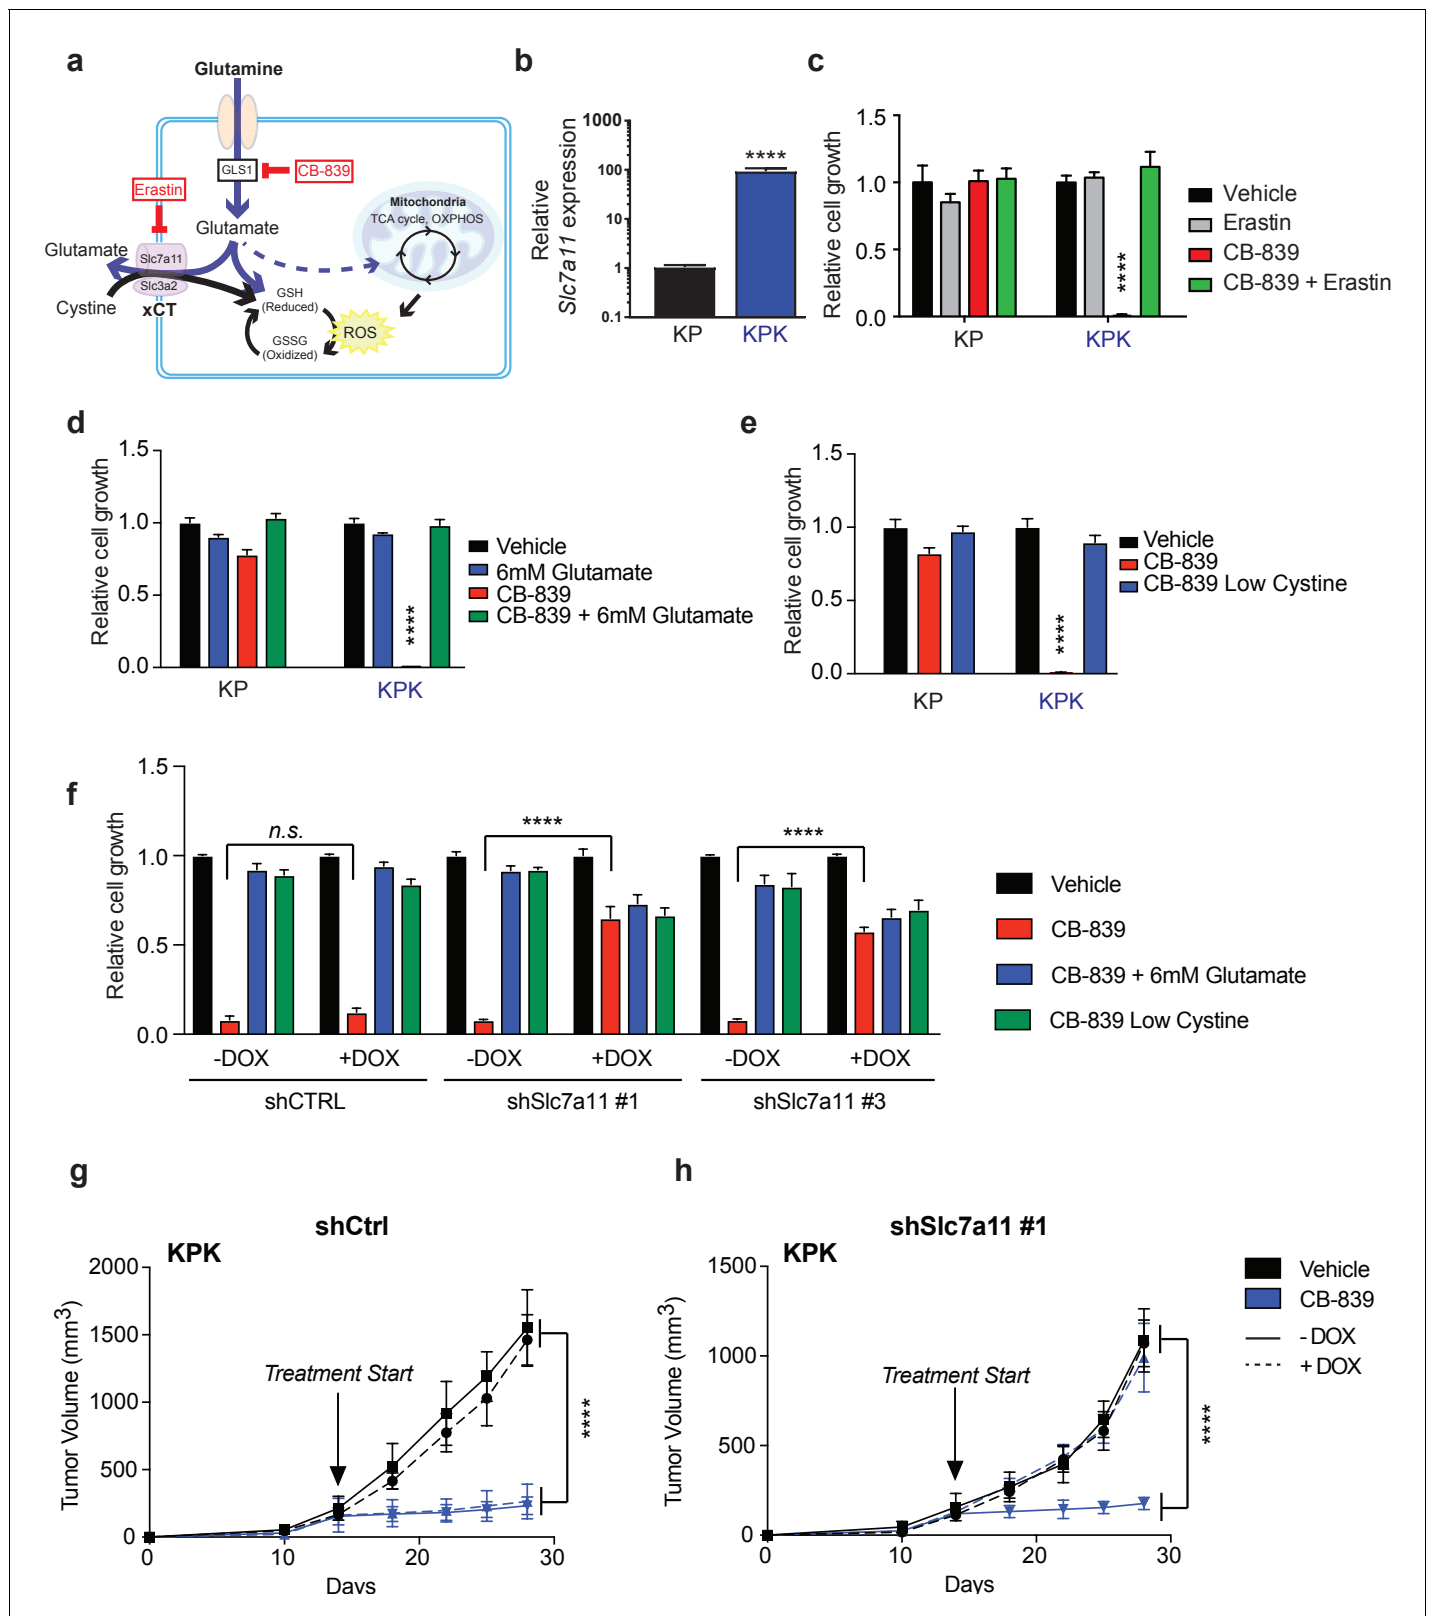 a
Glutamine
GLS1
CB-839
Erastin
Glutamate
Mitochondria
TCA cycle, OXPHOS
Glutamate
Slc7a11
Slc3a2
Cystine
xCT
GSH
(Reduced)
ROS
GSSG
(Oxidized)
b
Relative
Slc7a11 expression
1000
100
10
1
0.1
****
KP
KPK
c
Relative cell growth
1.5
1.0
0.5
0.0
****
KP
KPK
Vehicle
Erastin
CB-839
CB-839 + Erastin
d
Relative cell growth
1.5
1.0
0.5
0.0
****
KP
KPK
Vehicle
6mM Glutamate
CB-839
CB-839 + 6mM Glutamate
e
Relative cell growth
1.5
1.0
0.5
0.0
****
KP
KPK
Vehicle
CB-839
CB-839 Low Cystine
f
Relative cell growth
1.5
1.0
0.5
0.0
n.s.
****
****
-DOX
+DOX
-DOX
+DOX
-DOX
+DOX
shCTRL
shSlc7a11 #1
shSlc7a11 #3
Vehicle
CB-839
CB-839 + 6mM Glutamate
CB-839 Low Cystine
g
shCtrl
KPK
Tumor Volume (mm3)
2000
1500
1000
500
0
Treatment Start
****
0
10
20
30
Days
h
shSlc7a11 #1
KPK
Tumor Volume (mm3)
1500
1000
500
0
Treatment Start
****
0
10
20
30
Days
Vehicle
CB-839
- DOX
+ DOX